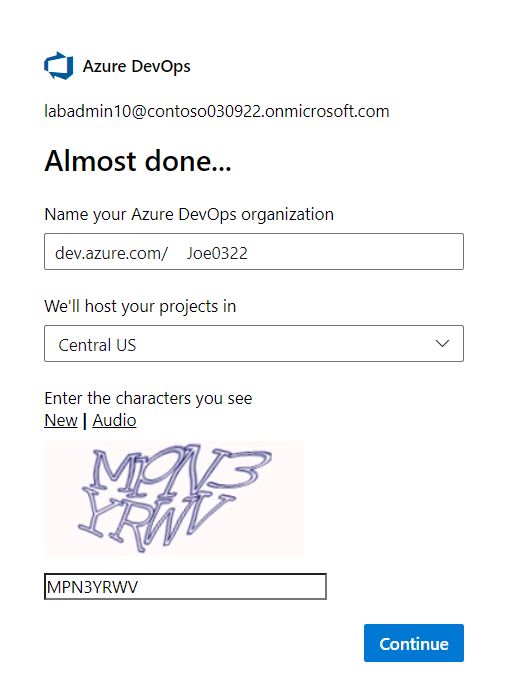 Azure DevOps
labadmin10@contoso030922.onmicrosoft.com
Almost done...
Name your Azure DevOps organization
dev.azure.com/ Joe0322
We'll host your projects in
Central US
Enter the characters you see
New | Audio
MPN3
YRWV
MPN3YRWV
Continue